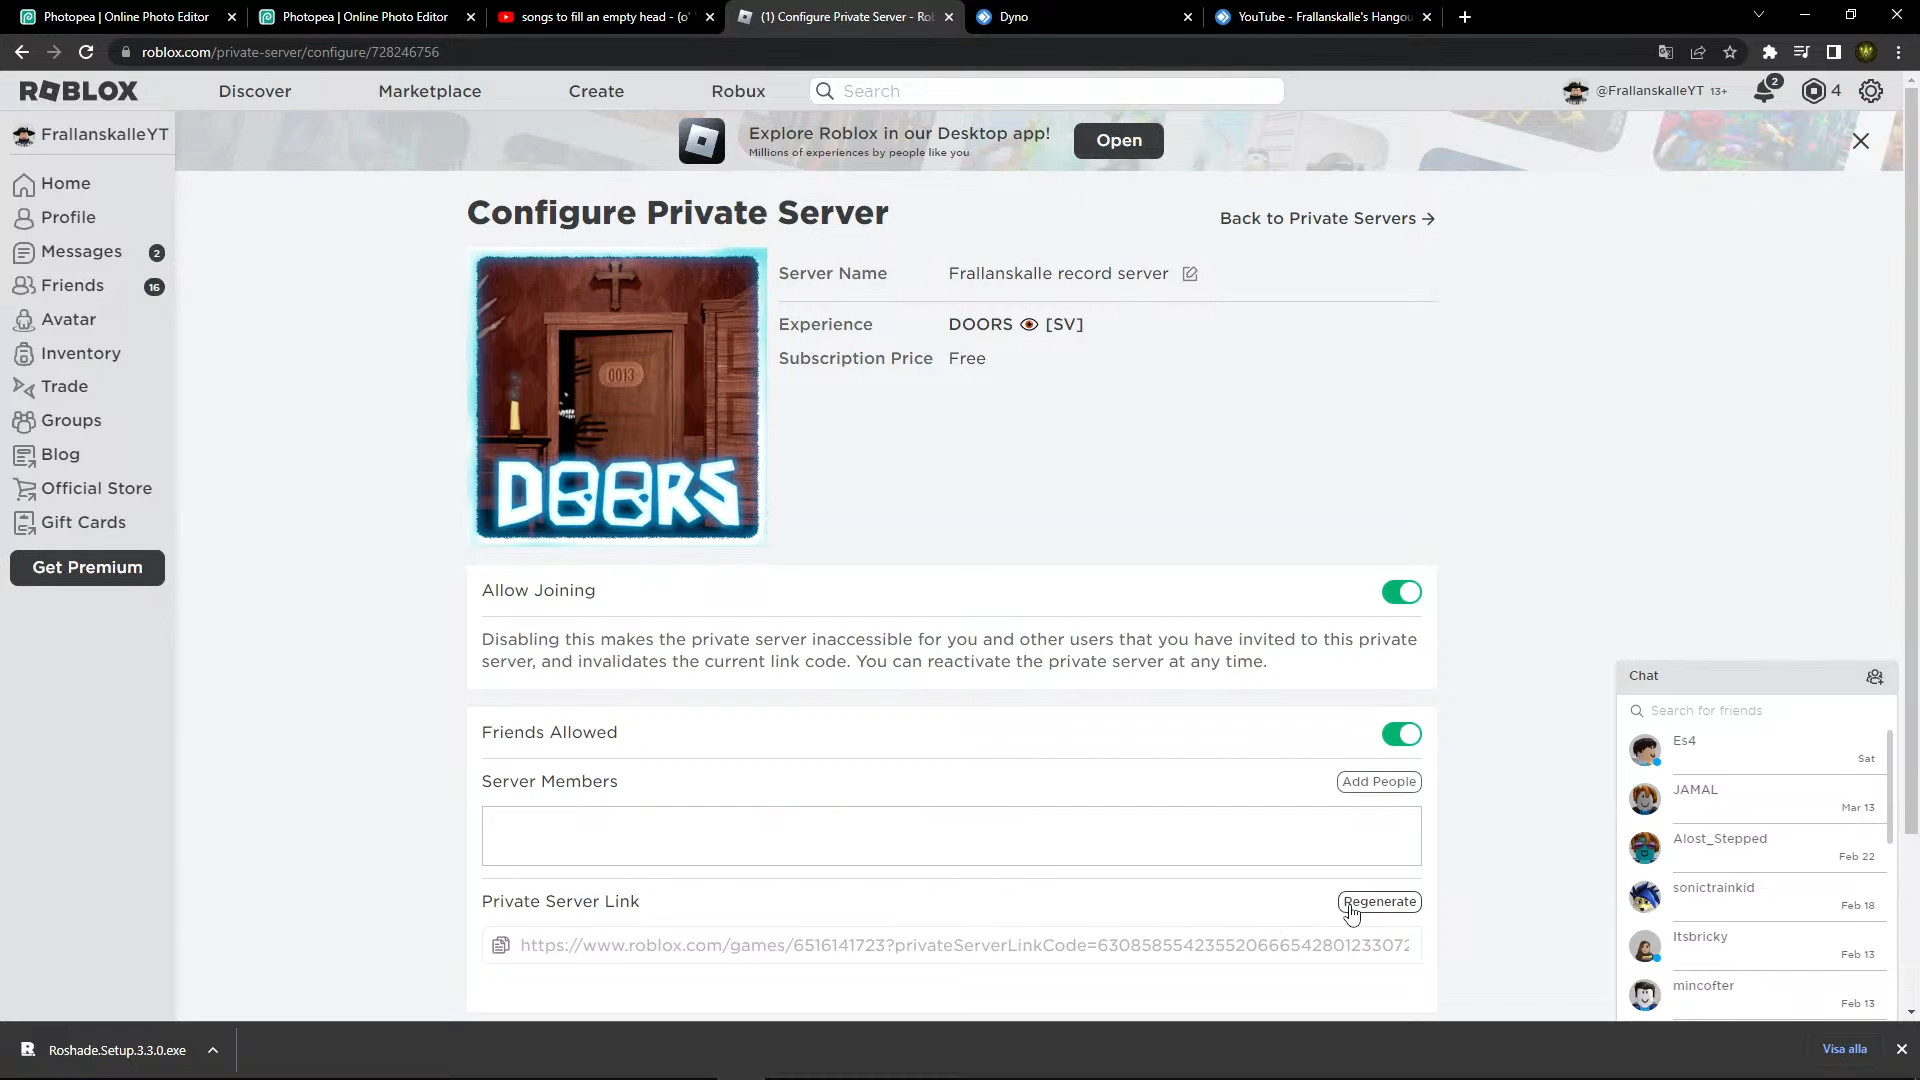 Photopea | Online Photo Editor
Photopea | Online Photo Editor
songs to fill an empty head - (o'
(1) Configure Private Server - Ro
Dyno
YouTube - Frallanskalle's Hangou
roblox.com/private-server/configure/728246756
ROBLOX
Discover
Marketplace
Create
Robux
Search
@FrallanskalleYT 13+
2
4
FrallanskalleYT
Explore Roblox in our Desktop app!
Millions of experiences by people like you
Open
Home
Profile
Messages 2
Friends 16
Avatar
Inventory
Trade
Groups
Blog
Official Store
Gift Cards
Get Premium
Configure Private Server
Back to Private Servers →
0013
DOORS
Server Name Frallanskalle record server
Experience DOORS 👁 [SV]
Subscription Price Free
Allow Joining
Disabling this makes the private server inaccessible for you and other users that you have invited to this private
server, and invalidates the current link code. You can reactivate the private server at any time.
Friends Allowed
Server Members
Add People
Private Server Link
Regenerate
https://www.roblox.com/games/6516141723?privateServerLinkCode=630858554235520666542801233072
Chat
Search for friends
Es4
Sat
JAMAL
Mar 13
Alost_Stepped
Feb 22
sonictrainkid
Feb 18
Itsbricky
Feb 13
mincofter
Feb 13
Roshade.Setup.3.3.0.exe
Visa alla